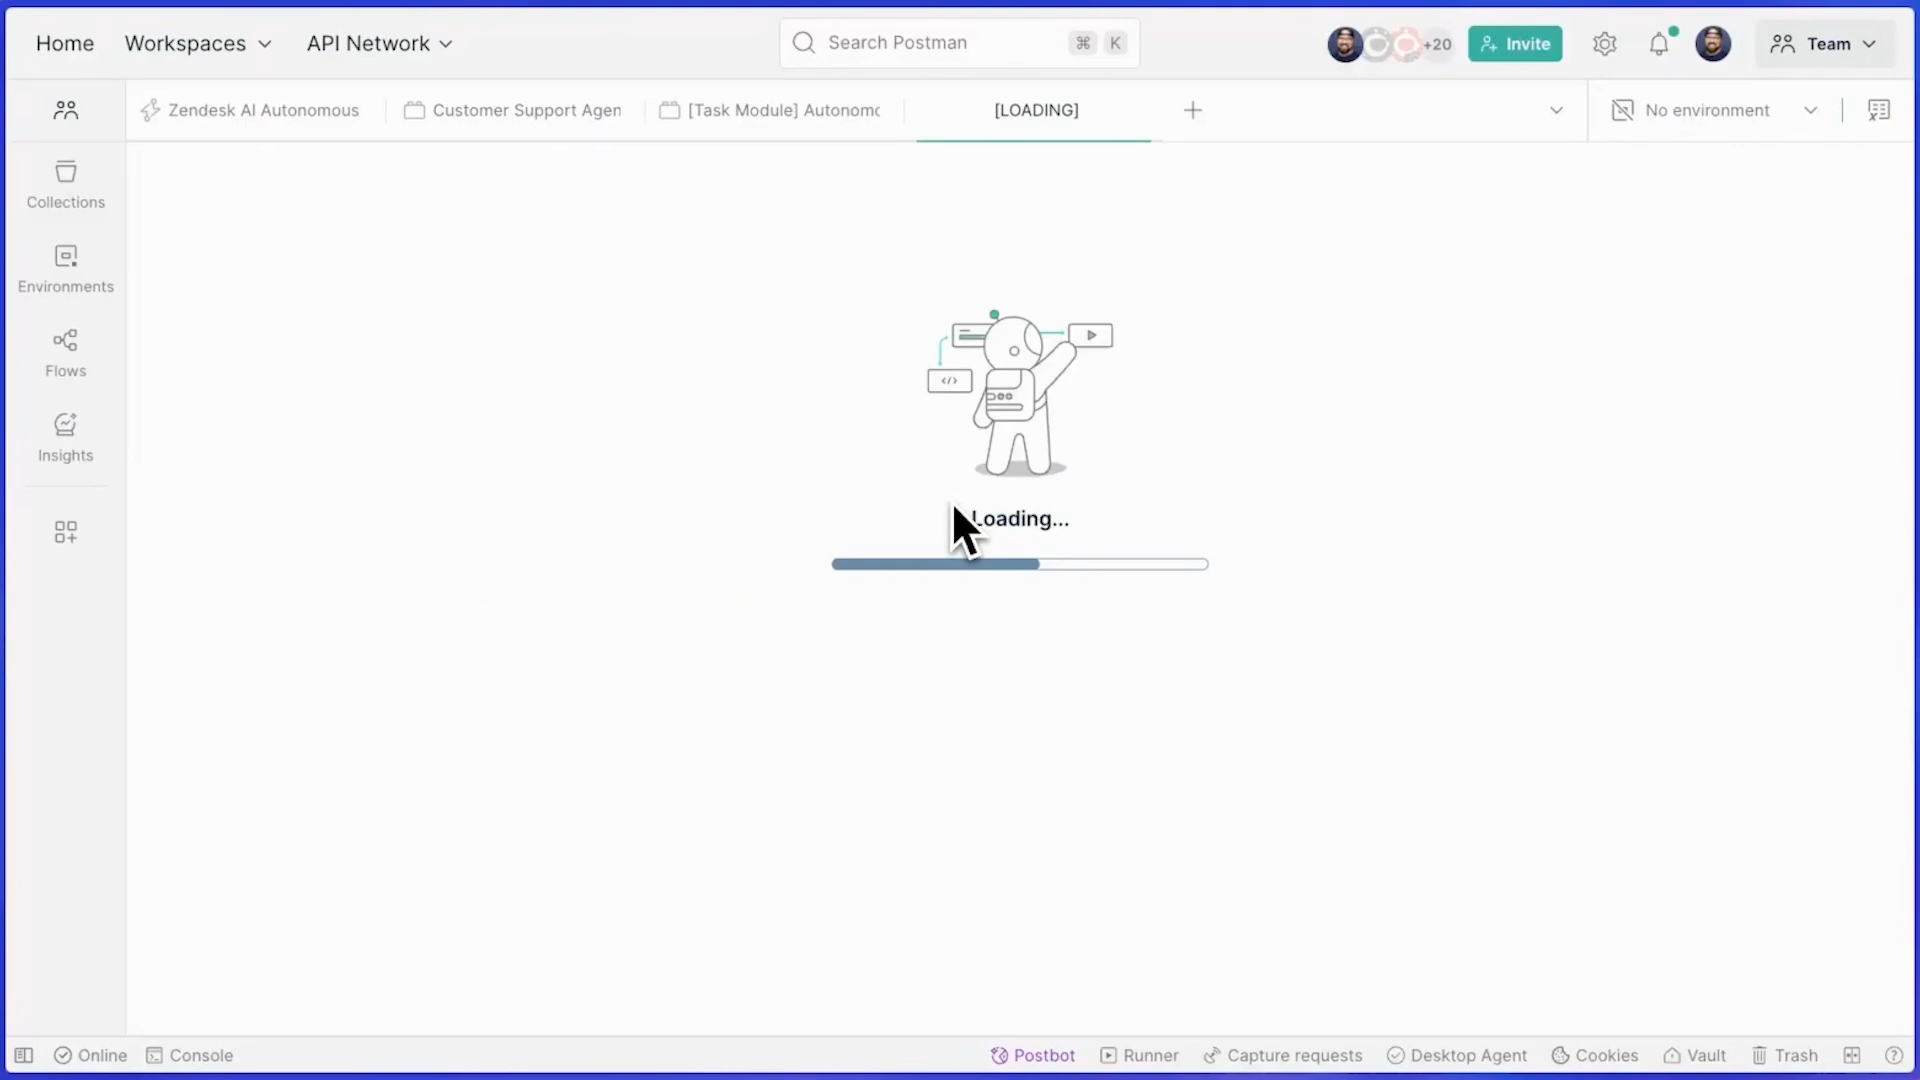 Home Workspaces API Network Search Postman ⌘ K +20 Invite Team
Zendesk AI Autonomous Customer Support Agen [Task Module] Autonomo [LOADING] No environment
Collections
Environments
Flows
Insights
</>
Loading...
Online Console Postbot Runner Capture requests Desktop Agent Cookies Vault Trash